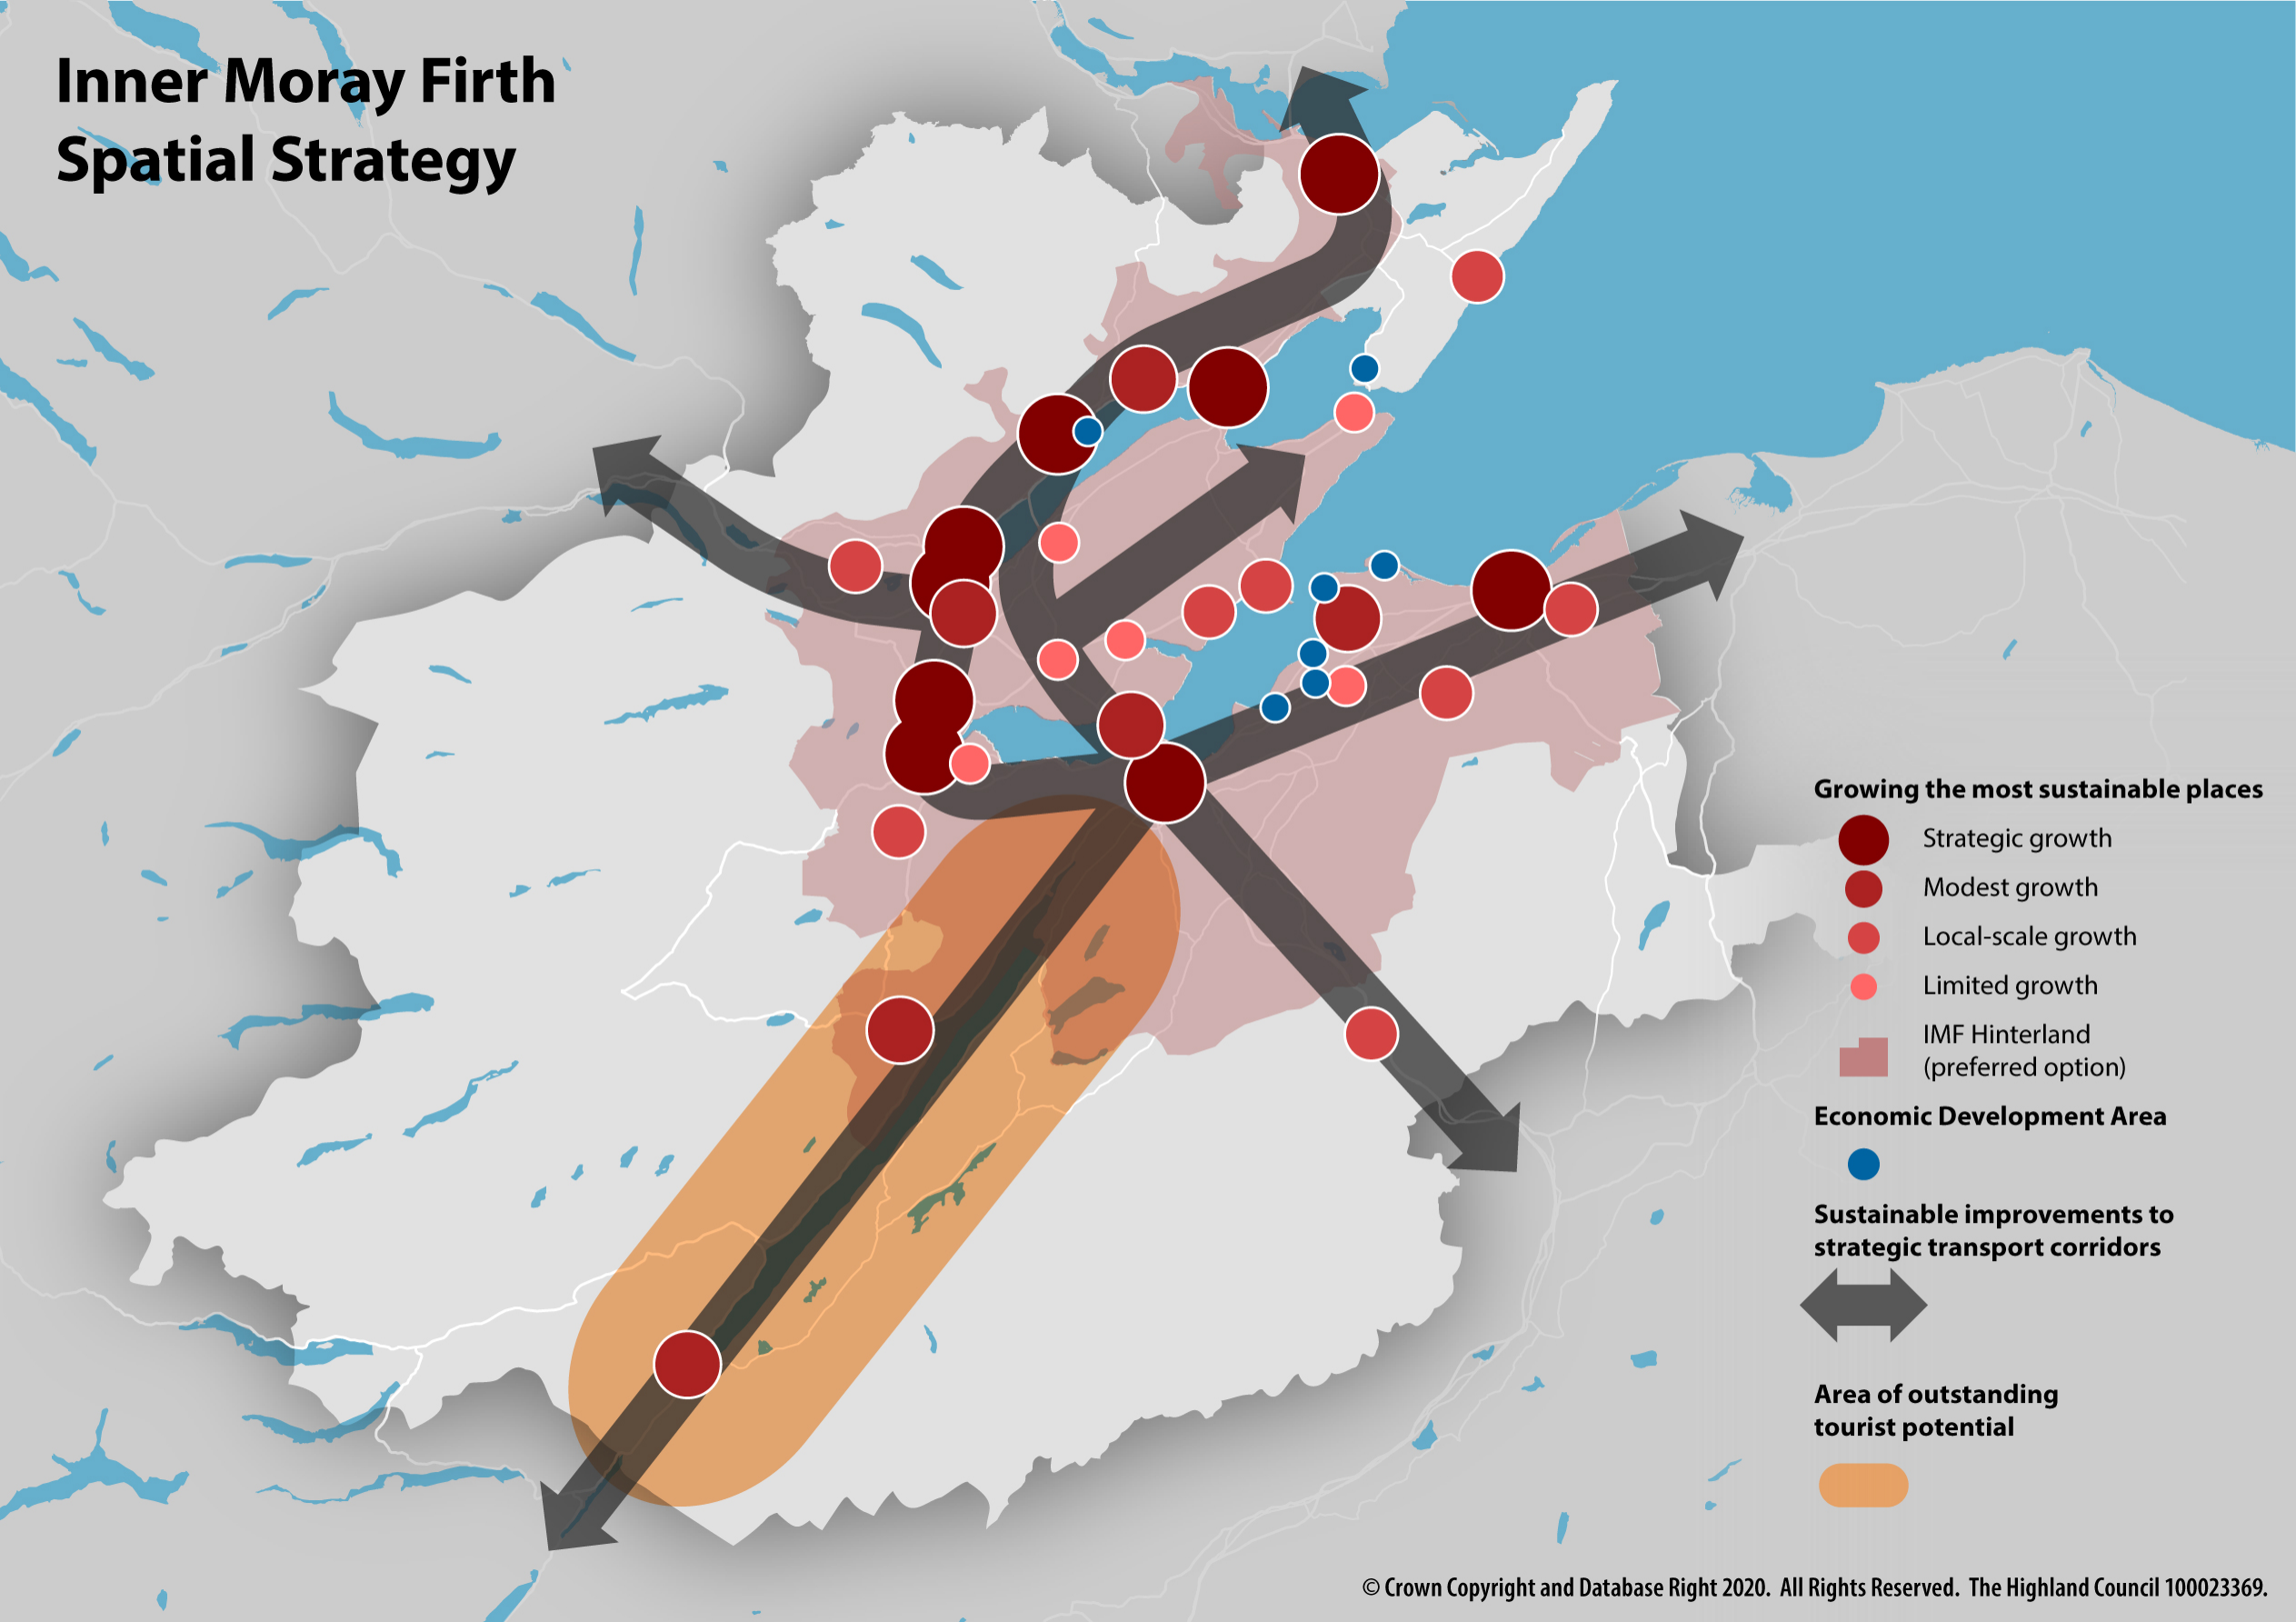 Inner Moray Firth
Spatial Strategy
Growing the most sustainable places
Strategic growth
Modest growth
Local-scale growth
Limited growth
IMF Hinterland
(preferred option)
Economic Development Area
Sustainable improvements to
strategic transport corridors
Area of outstanding
tourist potential
© Crown Copyright and Database Right 2020. All Rights Reserved. The Highland Council 100023369.